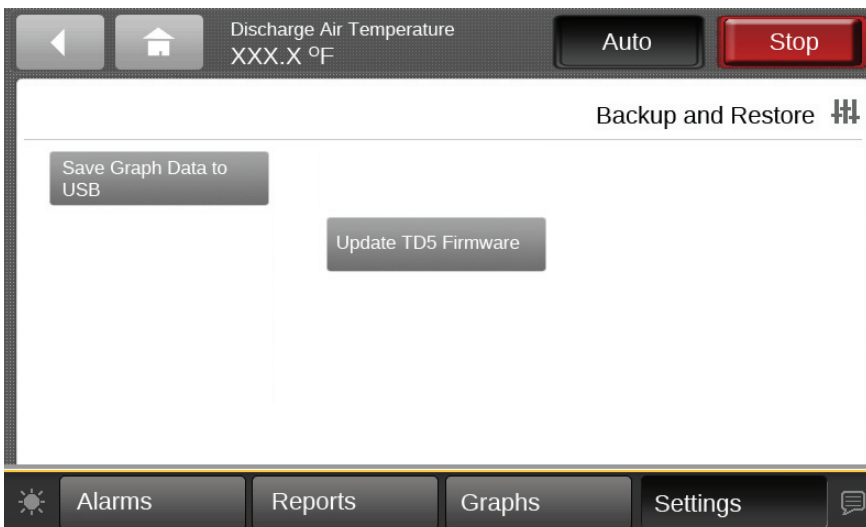 Discharge Air Temperature
XXX.X ºF
Auto
Stop
Backup and Restore
Save Graph Data to
USB
Update TD5 Firmware
Alarms
Reports
Graphs
Settings